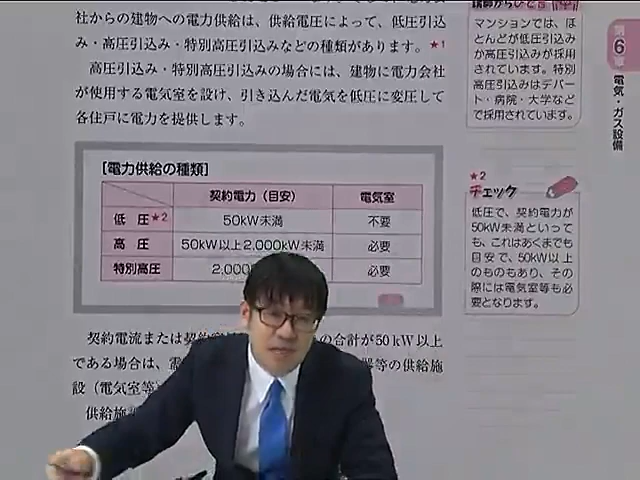 社からの建物への電力供給は、供給電圧によって、低圧引込
み・高圧引込み・特別高圧引込みなどの種類があります。★1
高圧引込み・特別高圧引込みの場合には、建物に電力会社
が使用する電気室を設け、引き込んだ電気を低圧に変圧して
各住戸に電力を提供します。
[電力供給の種類]
契約電力（目安） 電気室
低 圧★2 50kW未満 不要
高 圧 50kW以上2,000kW未満 必要
特別高圧 2,000 必要
契約電流または契約 の合計が50kW以上
である場合は、 器等の供給施
設（電気室等）
供給施
マンションでは、ほ
とんどが低圧引込み
か高圧引込みが採用
されています。特別
高圧引込みはデパー
ト・病院・大学など
で採用されています。
★2
チェック
低圧で、契約電力が
50kW未満といって
も、これはあくまでも
目安で、50kW以上
のものもあり、その
際には電気室等も必
要となります。
第
6
章
電気・ガス設備